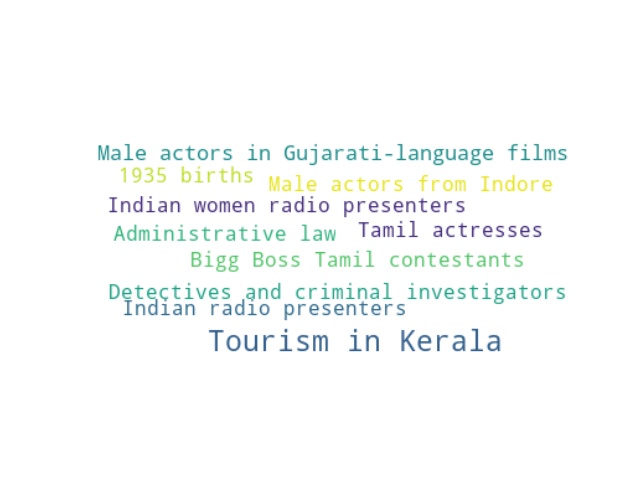 Male actors in Gujarati-language films
1935 births
Male actors from Indore
Indian women radio presenters
Administrative law
Tamil actresses
Bigg Boss Tamil contestants
Detectives and criminal investigators
Indian radio presenters
Tourism in Kerala